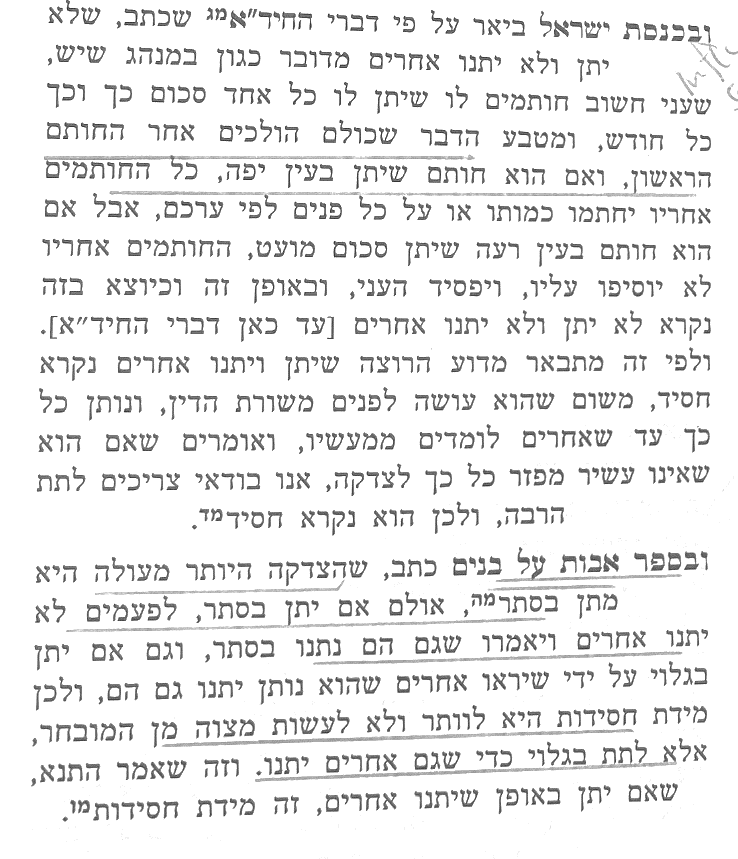 ובכנסת ישראל ביאר על פי דברי החיד״אמג שכתב, שלא
יתן ולא יתנו אחרים מדובר כגון במנהג שיש,
שעני חשוב חותמים לו שיתן לו כל אחד סכום כך וכך
כל חודש, ומטבע הדבר שכולם הולכים אחר החותם
הראשון, ואם הוא חותם שיתן בעין יפה, כל החותמים
אחריו יחתמו כמותו או על כל פנים לפי ערכם, אבל אם
הוא חותם בעין רעה שיתן סכום מועט, החותמים אחריו
לא יוסיפו עליו, ויפסיד העני, ובאופן זה וכיוצא בזה
נקרא לא יתן ולא יתנו אחרים [עד כאן דברי החיד״א].
ולפי זה מתבאר מדוע הרוצה שיתן ויתנו אחרים נקרא
חסיד, משום שהוא עושה לפנים משורת הדין, ונותן כל
כך עד שאחרים לומדים ממעשיו, ואומרים שאם הוא
שאינו עשיר מפזר כל כך לצדקה, אנו בודאי צריכים לתת
הרבה, ולכן הוא נקרא חסידמד.
ובספר אבות על בנים כתב, שהצדקה היותר מעולה היא
מתן בסתרמה, אולם אם יתן בסתר, לפעמים לא
יתנו אחרים ויאמרו שגם הם נתנו בסתר, וגם אם יתן
בגלוי על ידי שיראו אחרים שהוא נותן יתנו גם הם, ולכן
מידת חסידות היא לוותר ולא לעשות מצוה מן המובחר,
אלא לתת בגלוי כדי שגם אחרים יתנו. וזה שאמר התנא,
שאם יתן באופן שיתנו אחרים, זה מידת חסידותמו.